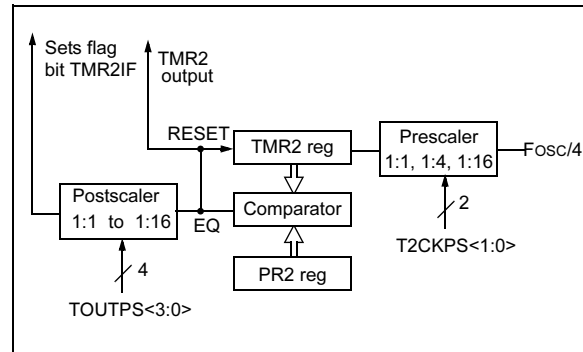 Sets flag
bit TMR2IF
TMR2
output
RESET
TMR2 reg
Prescaler
1:1, 1:4, 1:16
FOSC/4
Postscaler
1:1 to 1:16
EQ
Comparator
2
T2CKPS<1:0>
4
PR2 reg
TOUTPS<3:0>